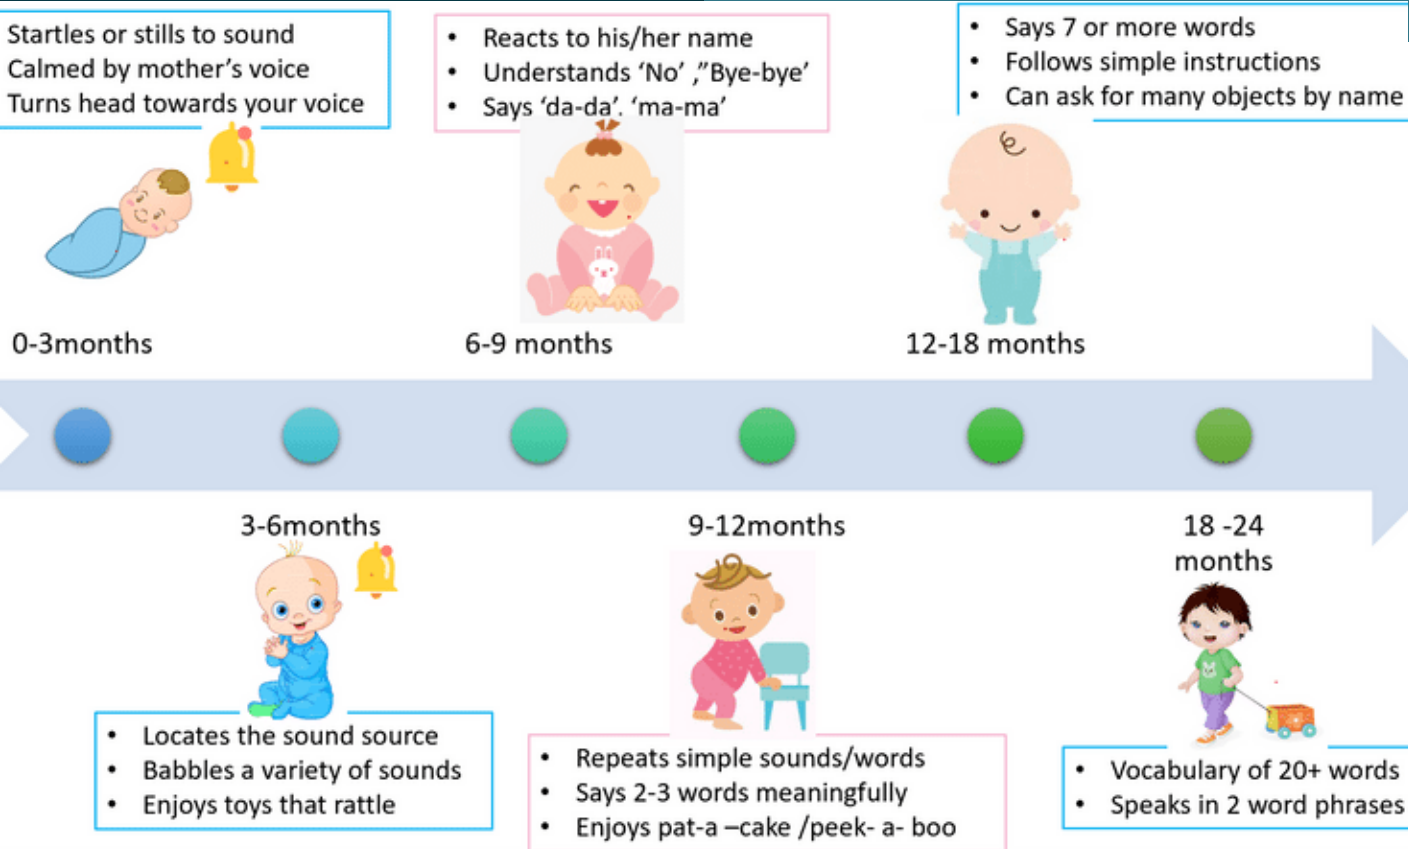 Startles or stills to sound
Calmed by mother's voice
Turns head towards your voice
• Reacts to his/her name
• Understands 'No' ,"Bye-bye'
• Says 'da-da'. 'ma-ma'
• Says 7 or more words
• Follows simple instructions
• Can ask for many objects by name
0-3months
6-9 months
12-18 months
3-6months
9-12months
18 -24
months
• Locates the sound source
• Babbles a variety of sounds
• Enjoys toys that rattle
• Repeats simple sounds/words
• Says 2-3 words meaningfully
• Enjoys pat-a –cake /peek- a- boo
• Vocabulary of 20+ words
• Speaks in 2 word phrases